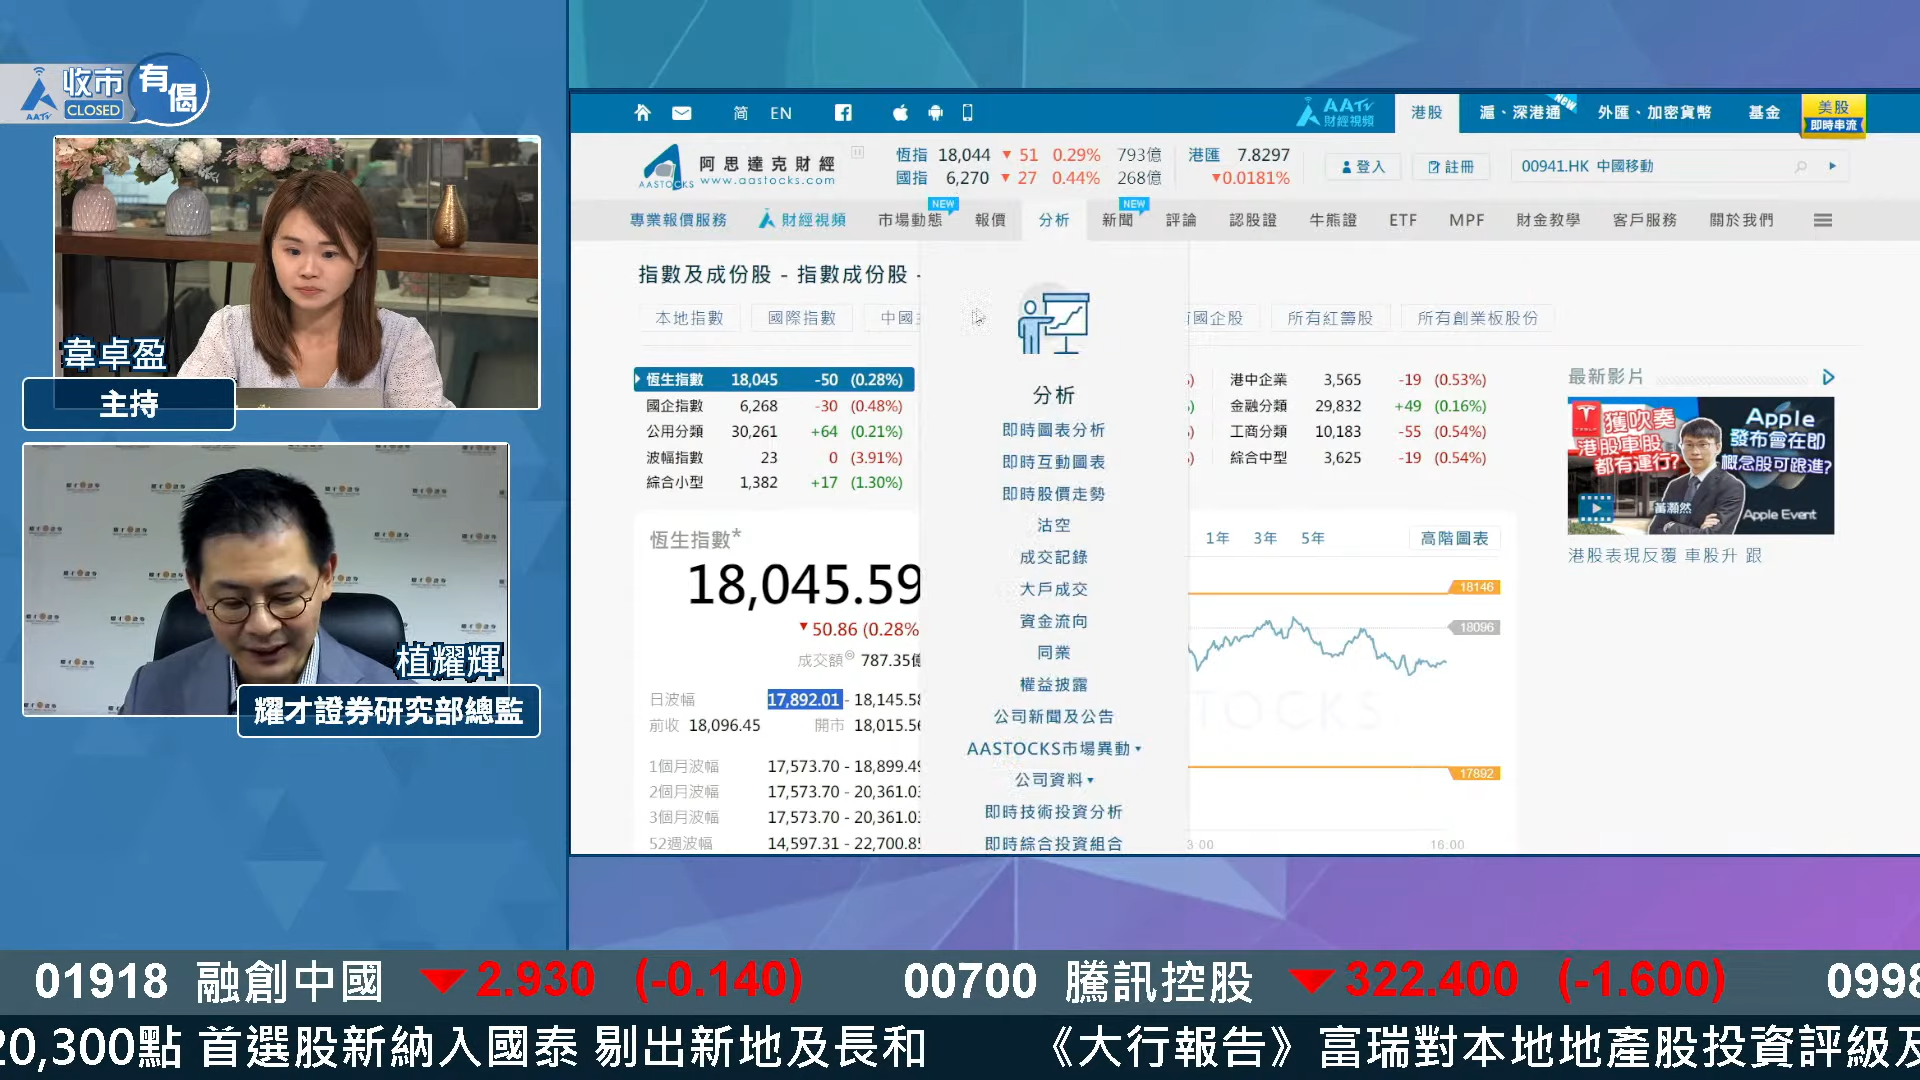 收市 有偈
CLOSED
AATV
韋卓盈
主持
植耀輝
耀才證券研究部總監
简 EN
AATV 財經視頻
港股
滬、深港通 New
外匯、加密貨幣
基金
美股 即時串流
AASTOCKS
阿思達克財經
www.aastocks.com
恆指 18,044 ▼ 51 0.29% 793億
國指 6,270 ▼ 27 0.44% 268億
港匯 7.8297
▼0.0181%
登入
註冊
00941.HK 中國移動
專業報價服務 財經視頻 市場動態 NEW 報價 分析 新聞 NEW 評論 認股證 牛熊證 ETF MPF 財金教學 客戶服務 關於我們
指數及成份股 - 指數成份股 -
本地指數 國際指數 中國 國企股 所有紅籌股 所有創業板股份
恆生指數 18,045 -50 (0.28%)
國企指數 6,268 -30 (0.48%)
公用分類 30,261 +64 (0.21%)
波幅指數 23 0 (3.91%)
綜合小型 1,382 +17 (1.30%)
港中企業 3,565 -19 (0.53%)
金融分類 29,832 +49 (0.16%)
工商分類 10,183 -55 (0.54%)
綜合中型 3,625 -19 (0.54%)
恆生指數*
18,045.59
▼ 50.86 (0.28%
成交額 787.35億
日波幅 17,892.01 - 18,145.58
前收 18,096.45 開市 18,015.56
1個月波幅 17,573.70 - 18,899.49
2個月波幅 17,573.70 - 20,361.03
3個月波幅 17,573.70 - 20,361.03
52週波幅 14,597.31 - 22,700.85
分析
即時圖表分析
即時互動圖表
即時股價走勢
沽空
成交記錄
大戶成交
資金流向
同業
權益披露
公司新聞及公告
AASTOCKS市場異動
公司資料
即時技術投資分析
即時綜合投資組合
1年 3年 5年
高階圖表
18146
18096
TOCKS
17892
3:00 16:00
最新影片
獲吹奏
港股車股
都有運行?
Apple
發布會在即
概念股可跟進?
黃瀚然
Apple Event
港股表現反覆 車股升 跟
01918 融創中國 ▼2.930 (-0.140) 00700 騰訊控股 ▼322.400 (-1.600) 0998
20,300點 首選股新納入國泰 剔出新地及長和 《大行報告》富瑞對本地地產股投資評級及